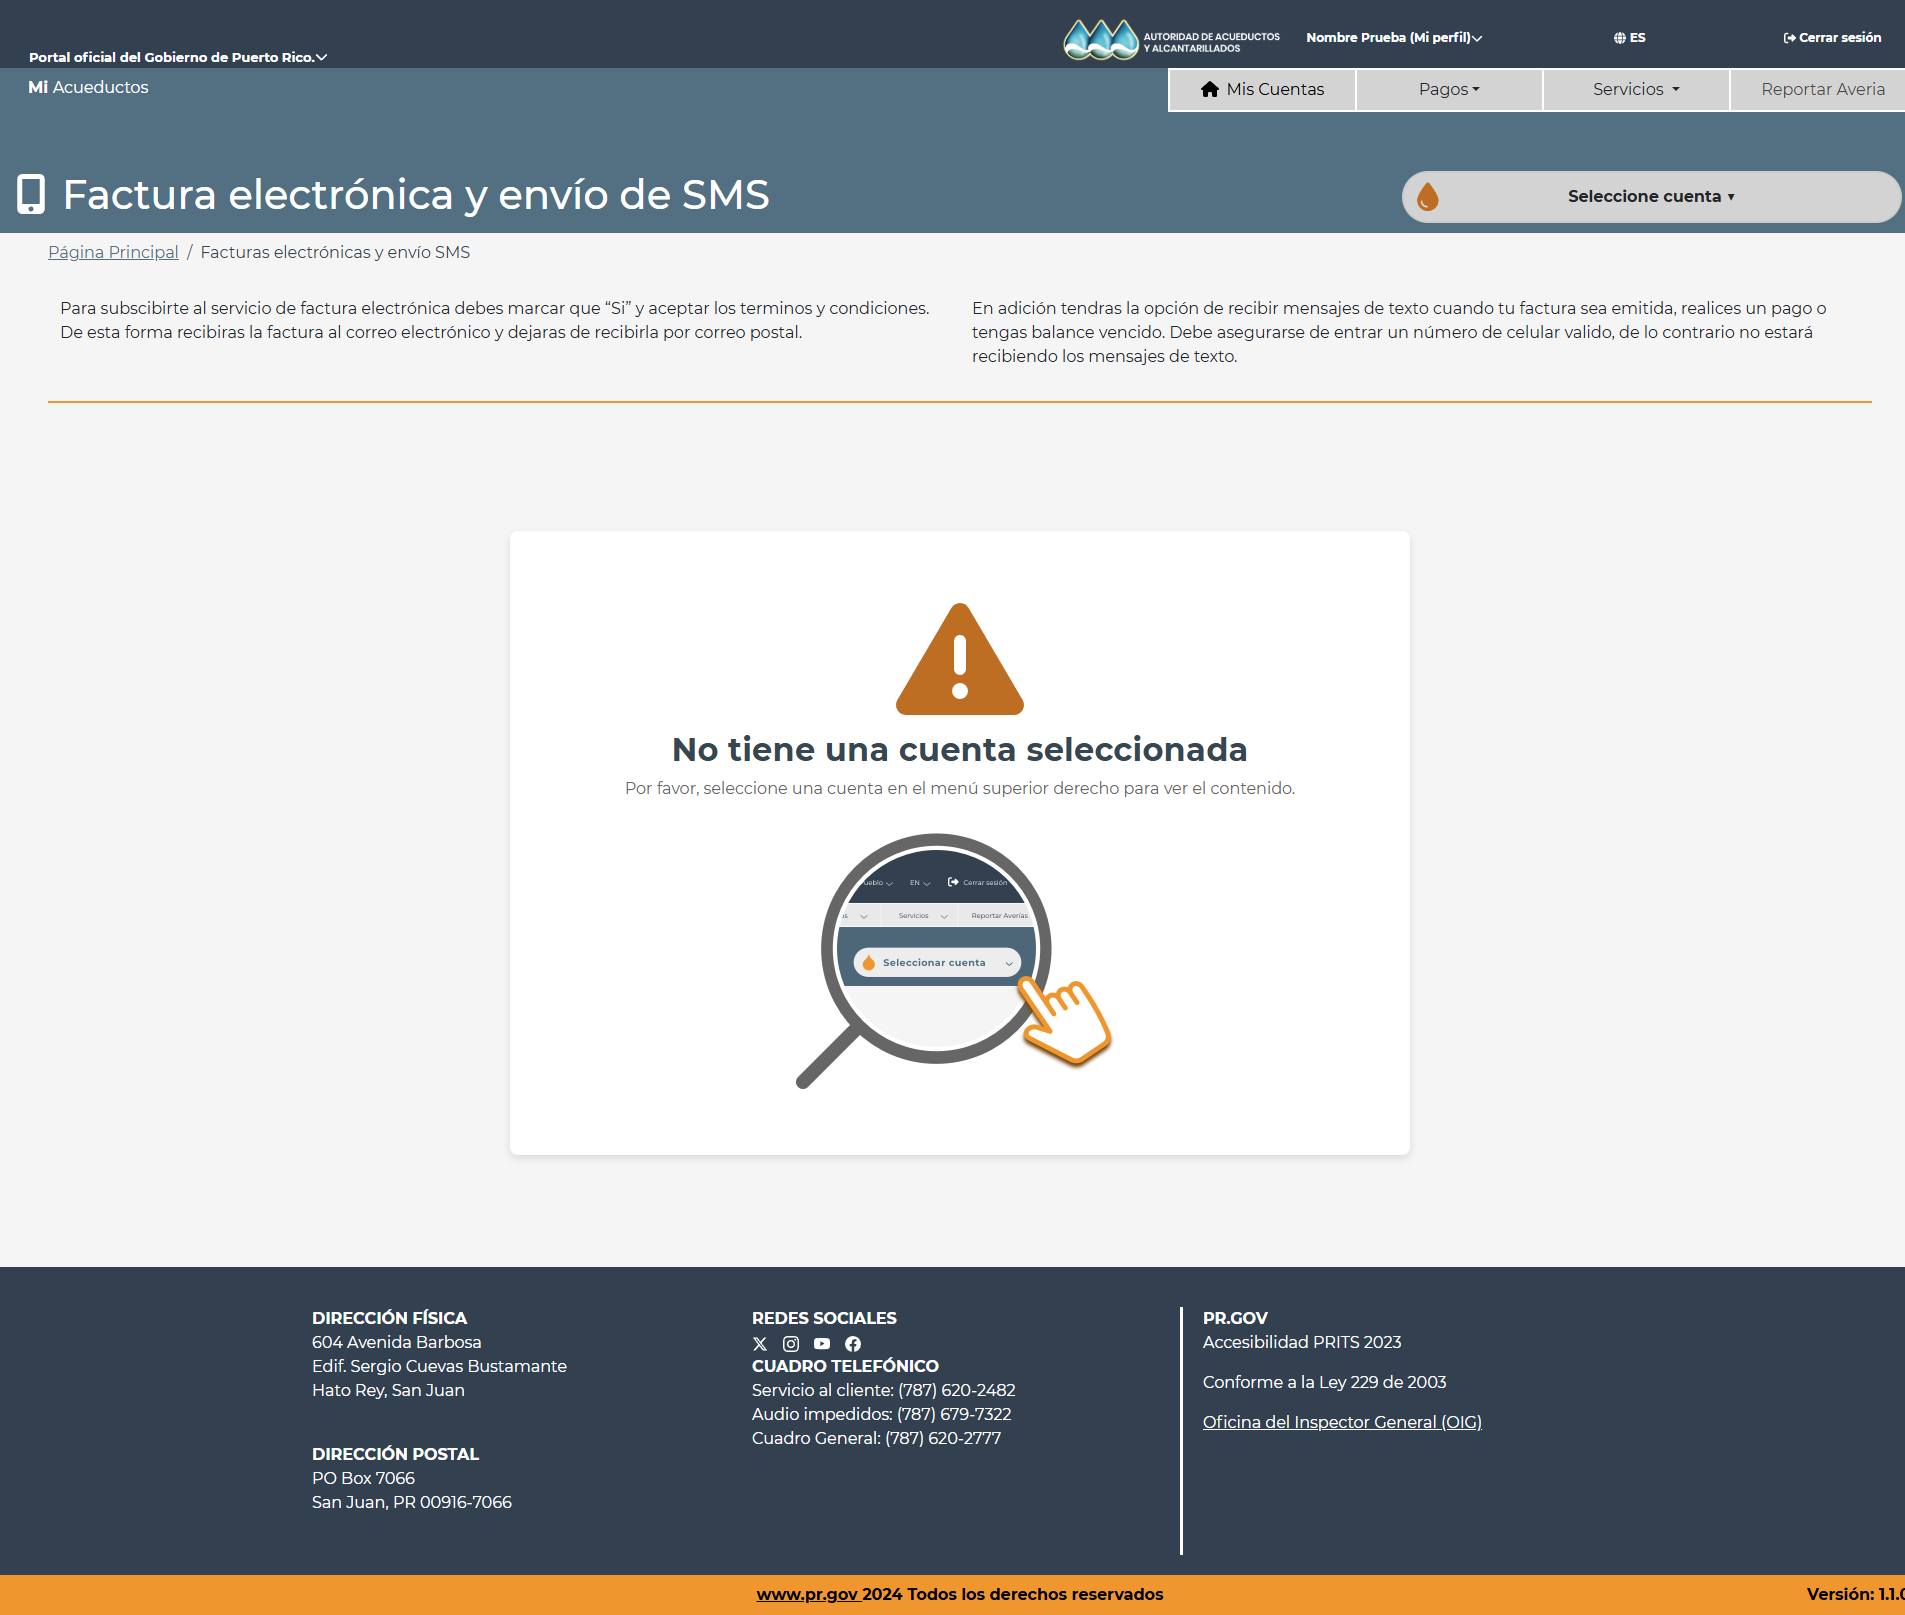 Portal oficial del Gobierno de Puerto Rico.
AUTORIDAD DE ACUEDUCTOS
Y ALCANTARILLADOS
Nombre Prueba (Mi perfil)
ES
Cerrar sesión
Mi Acueductos
Mis Cuentas
Pagos
Servicios
Reportar Averia
Factura electrónica y envío de SMS
Seleccione cuenta
Página Principal / Facturas electrónicas y envío SMS
Para subscibirte al servicio de factura electrónica debes marcar que “Si” y aceptar los terminos y condiciones.
De esta forma recibiras la factura al correo electrónico y dejaras de recibirla por correo postal.
En adición tendras la opción de recibir mensajes de texto cuando tu factura sea emitida, realices un pago o
tengas balance vencido. Debe asegurarse de entrar un número de celular valido, de lo contrario no estará
recibiendo los mensajes de texto.
No tiene una cuenta seleccionada
Por favor, seleccione una cuenta en el menú superior derecho para ver el contenido.
ueblo
EN
Cerrar sesión
os
Servicios
Reportar Averías
Seleccionar cuenta
DIRECCIÓN FÍSICA
604 Avenida Barbosa
Edif. Sergio Cuevas Bustamante
Hato Rey, San Juan
DIRECCIÓN POSTAL
PO Box 7066
San Juan, PR 00916-7066
REDES SOCIALES
CUADRO TELEFÓNICO
Servicio al cliente: (787) 620-2482
Audio impedidos: (787) 679-7322
Cuadro General: (787) 620-2777
PR.GOV
Accesibilidad PRITS 2023
Conforme a la Ley 229 de 2003
Oficina del Inspector General (OIG)
www.pr.gov 2024 Todos los derechos reservados
Versión: 1.1.0